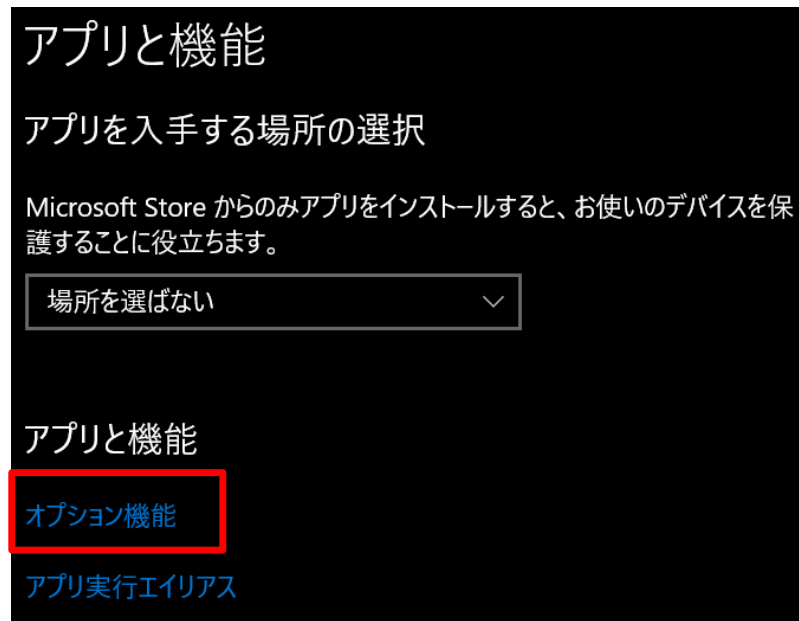 アプリと機能
アプリを入手する場所の選択
Microsoft Store からのみアプリをインストールすると、お使いのデバイスを保
護することに役立ちます。
場所を選ばない
アプリと機能
オプション機能
アプリ実行エイリアス